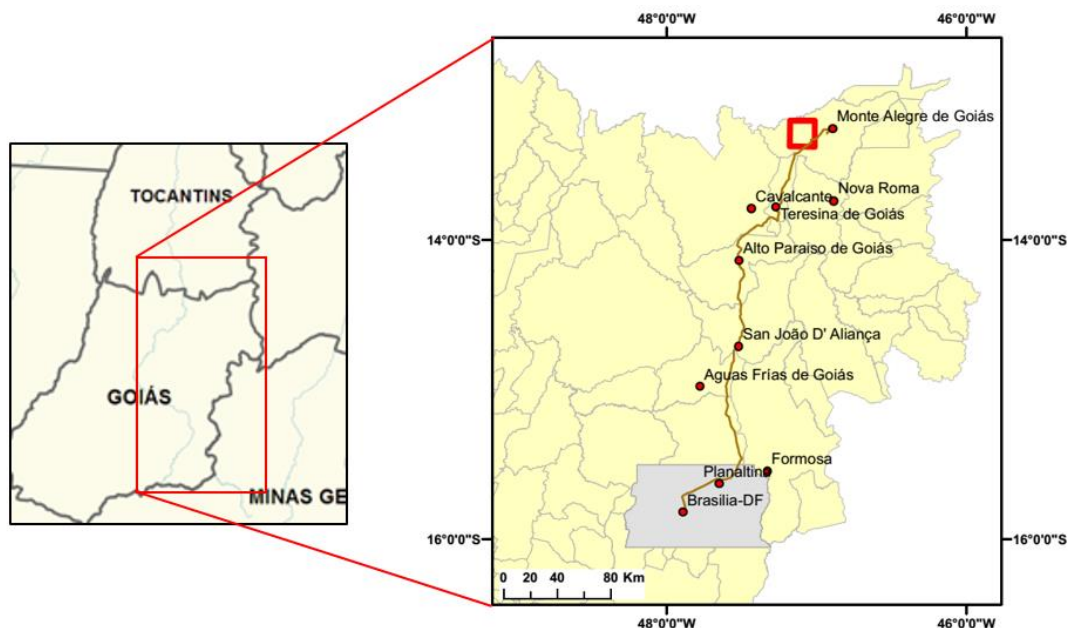 48°0'0"W
46°0'0"W
TOCANTINS
GOIÁS
MINAS GE
Monte Alegre de Goiás
Cavalcante
Nova Roma
Teresina de Goiás
14°0'0"S
14°0'0"S
Alto Paraiso de Goiás
San João D' Aliança
Aguas Frías de Goiás
Formosa
Planaltina
Brasilia-DF
16°0'0"S
16°0'0"S
0 20 40 80 Km
48°0'0"W
46°0'0"W